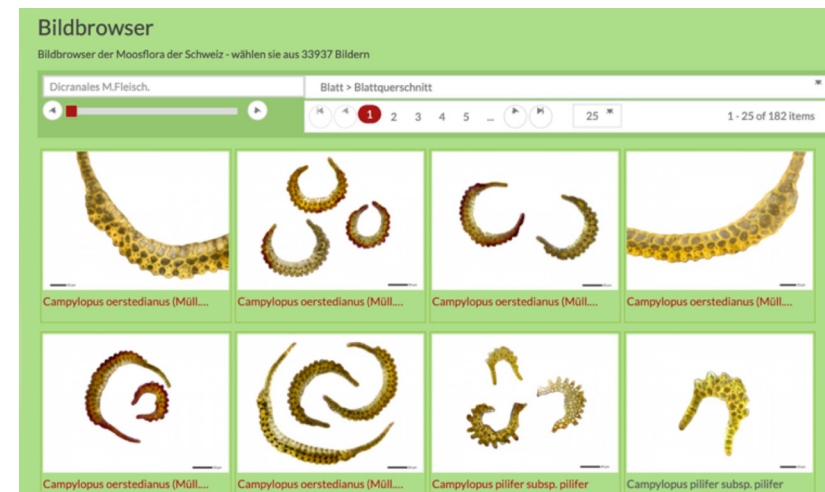 Bildbrowser
Bildbrowser der Moosflora der Schweiz - wählen sie aus 33937 Bildern
Dicranales M.Fleisch.
Blatt > Blattquerschnitt
1 2 3 4 5 ... 25 1 - 25 of 182 items
Campylopus oerstedianus (Müll.... Campylopus oerstedianus (Müll.... Campylopus oerstedianus (Müll.... Campylopus oerstedianus (Müll....
Campylopus oerstedianus (Müll.... Campylopus oerstedianus (Müll.... Campylopus pilifer subsp. pilifer Campylopus pilifer subsp. pilifer